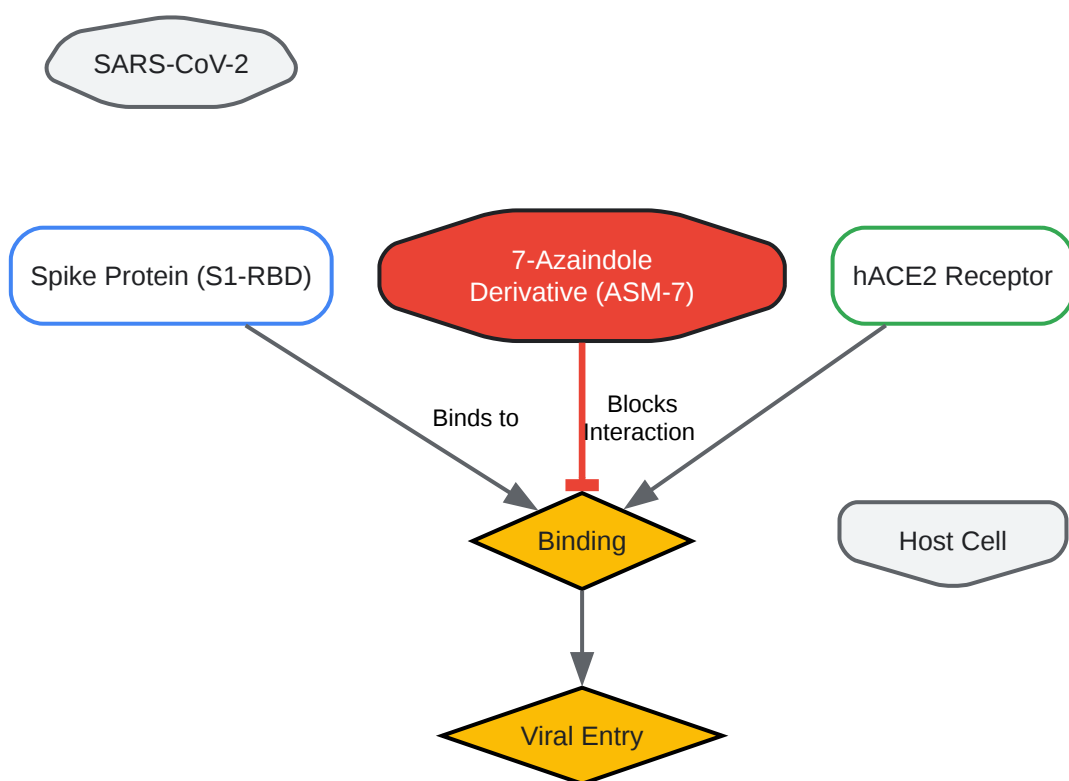 SARS-CoV-2
Spike Protein (S1-RBD)
7-Azaindole
Derivative (ASM-7)
hACE2 Receptor
Binds to
Blocks
Interaction
Binding
Host Cell
Viral Entry